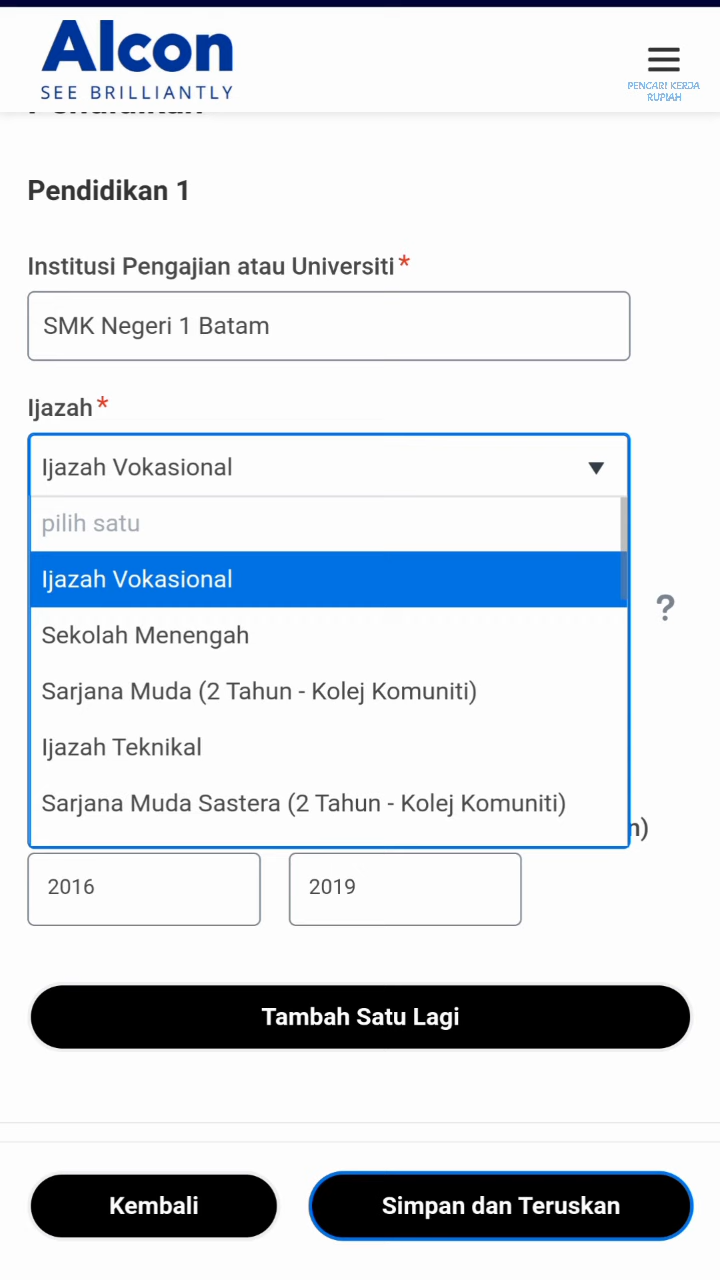 Alcon
SEE BRILLIANTLY
PENCARI KERJA
RUPIAH
Pendidikan
Pendidikan 1
Institusi Pengajian atau Universiti*
SMK Negeri 1 Batam
Ijazah*
Ijazah Vokasional
pilih satu
Ijazah Vokasional
?
Sekolah Menengah
Sarjana Muda (2 Tahun - Kolej Komuniti)
Ijazah Teknikal
Sarjana Muda Sastera (2 Tahun - Kolej Komuniti)
n)
2016
2019
Tambah Satu Lagi
Kembali
Simpan dan Teruskan